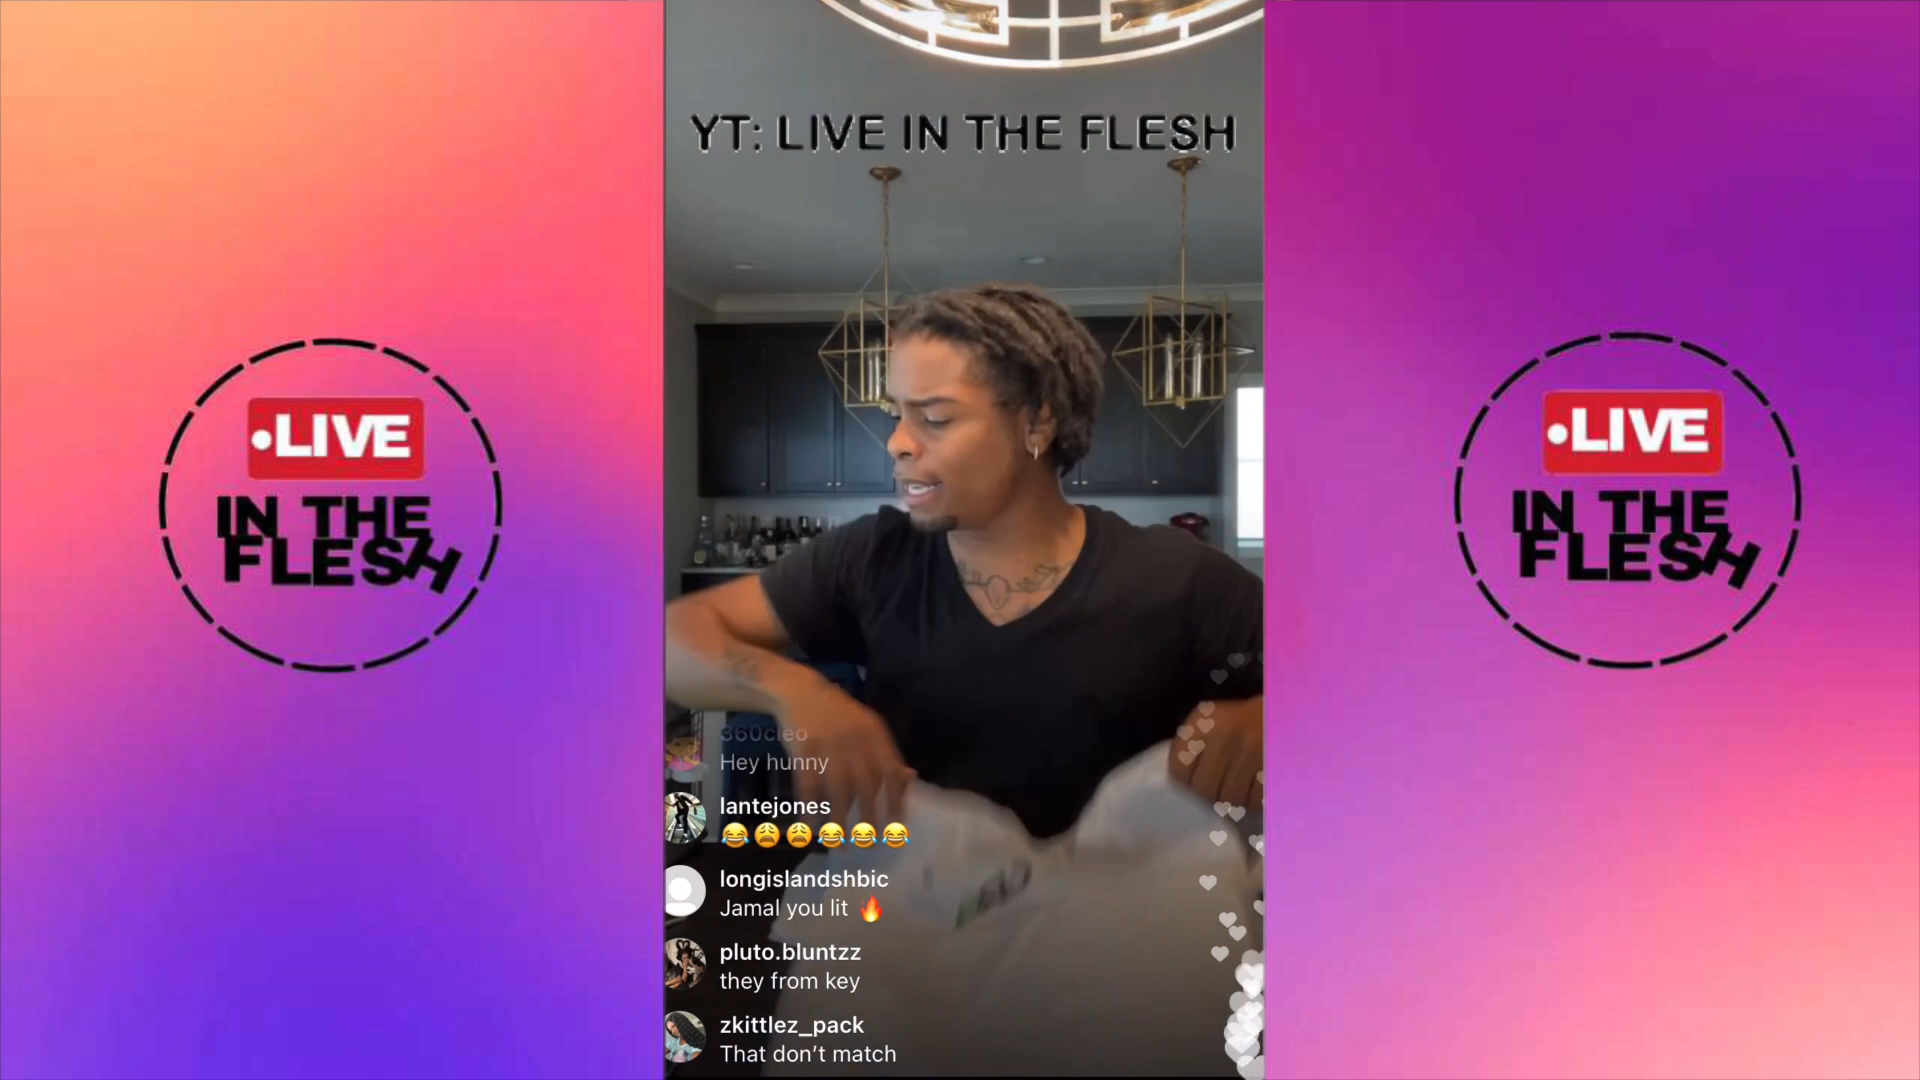 YT: LIVE IN THE FLESH
LIVE
IN THE
FLESH
360cleo
Hey hunny
lantejones
😂😩😩😂😂😂
longislandshbic
Jamal you lit 🔥
pluto.bluntzz
they from key
zkittlez_pack
That don’t match
LIVE
IN THE
FLESH